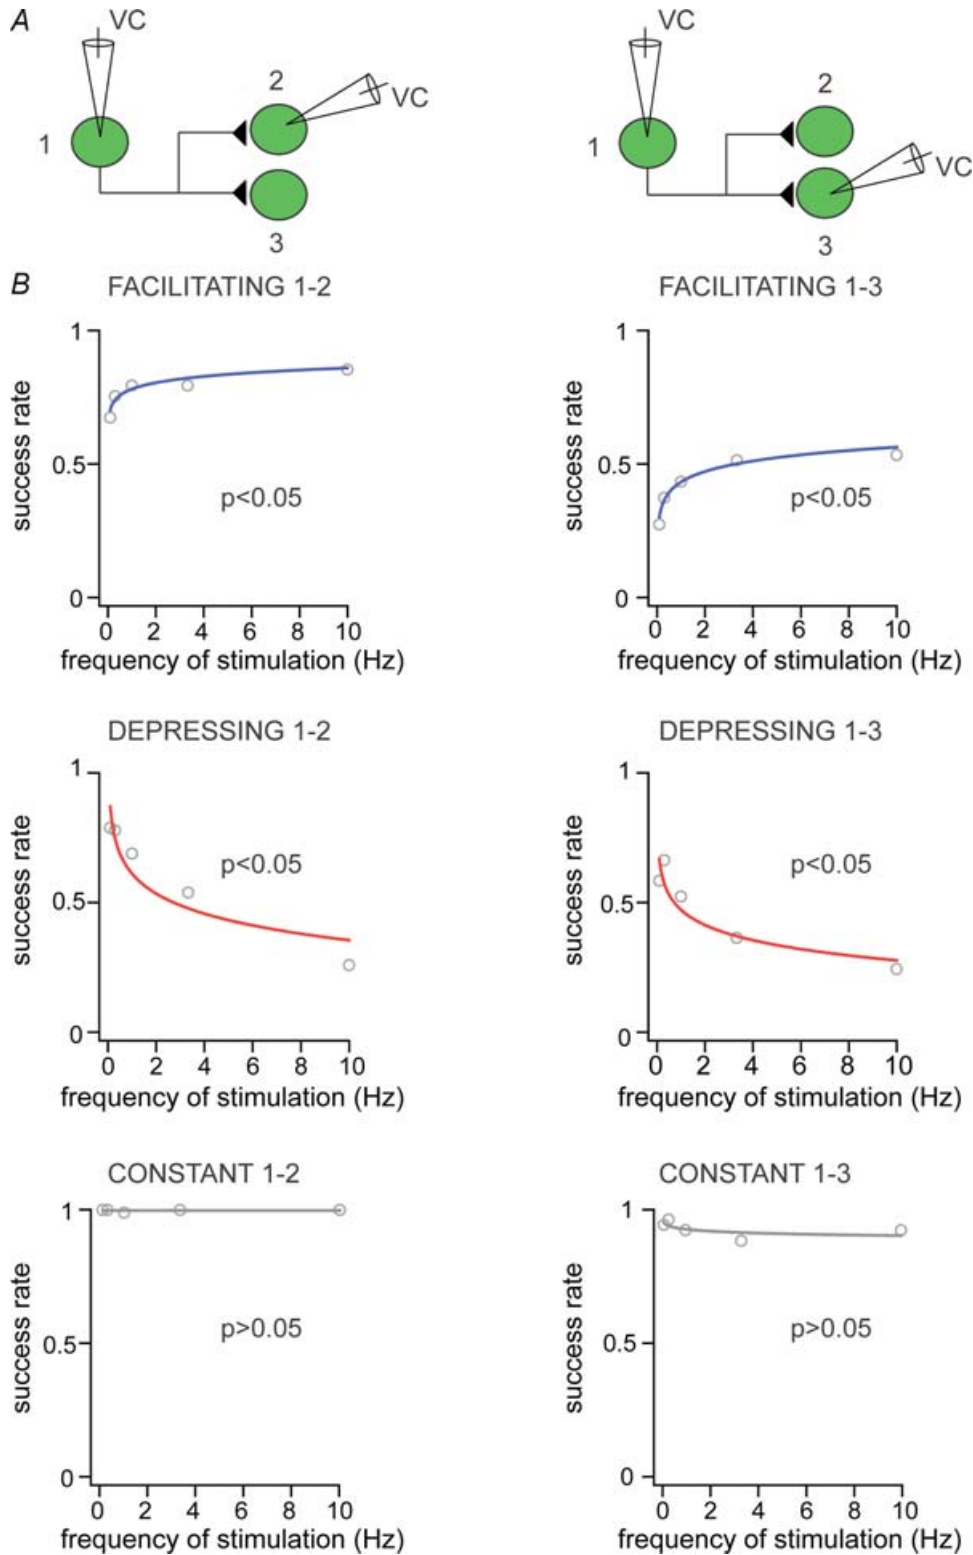 A
VC
VC
1
2
3
VC
VC
1
2
3
B
FACILITATING 1-2
success rate
1
0.5
0
p<0.05
0 2 4 6 8 10
frequency of stimulation (Hz)
FACILITATING 1-3
success rate
1
0.5
0
p<0.05
0 2 4 6 8 10
frequency of stimulation (Hz)
DEPRESSING 1-2
success rate
1
0.5
0
p<0.05
0 2 4 6 8 10
frequency of stimulation (Hz)
DEPRESSING 1-3
success rate
1
0.5
0
p<0.05
0 2 4 6 8 10
frequency of stimulation (Hz)
CONSTANT 1-2
success rate
1
0.5
0
p>0.05
0 2 4 6 8 10
frequency of stimulation (Hz)
CONSTANT 1-3
success rate
1
0.5
0
p>0.05
0 2 4 6 8 10
frequency of stimulation (Hz)